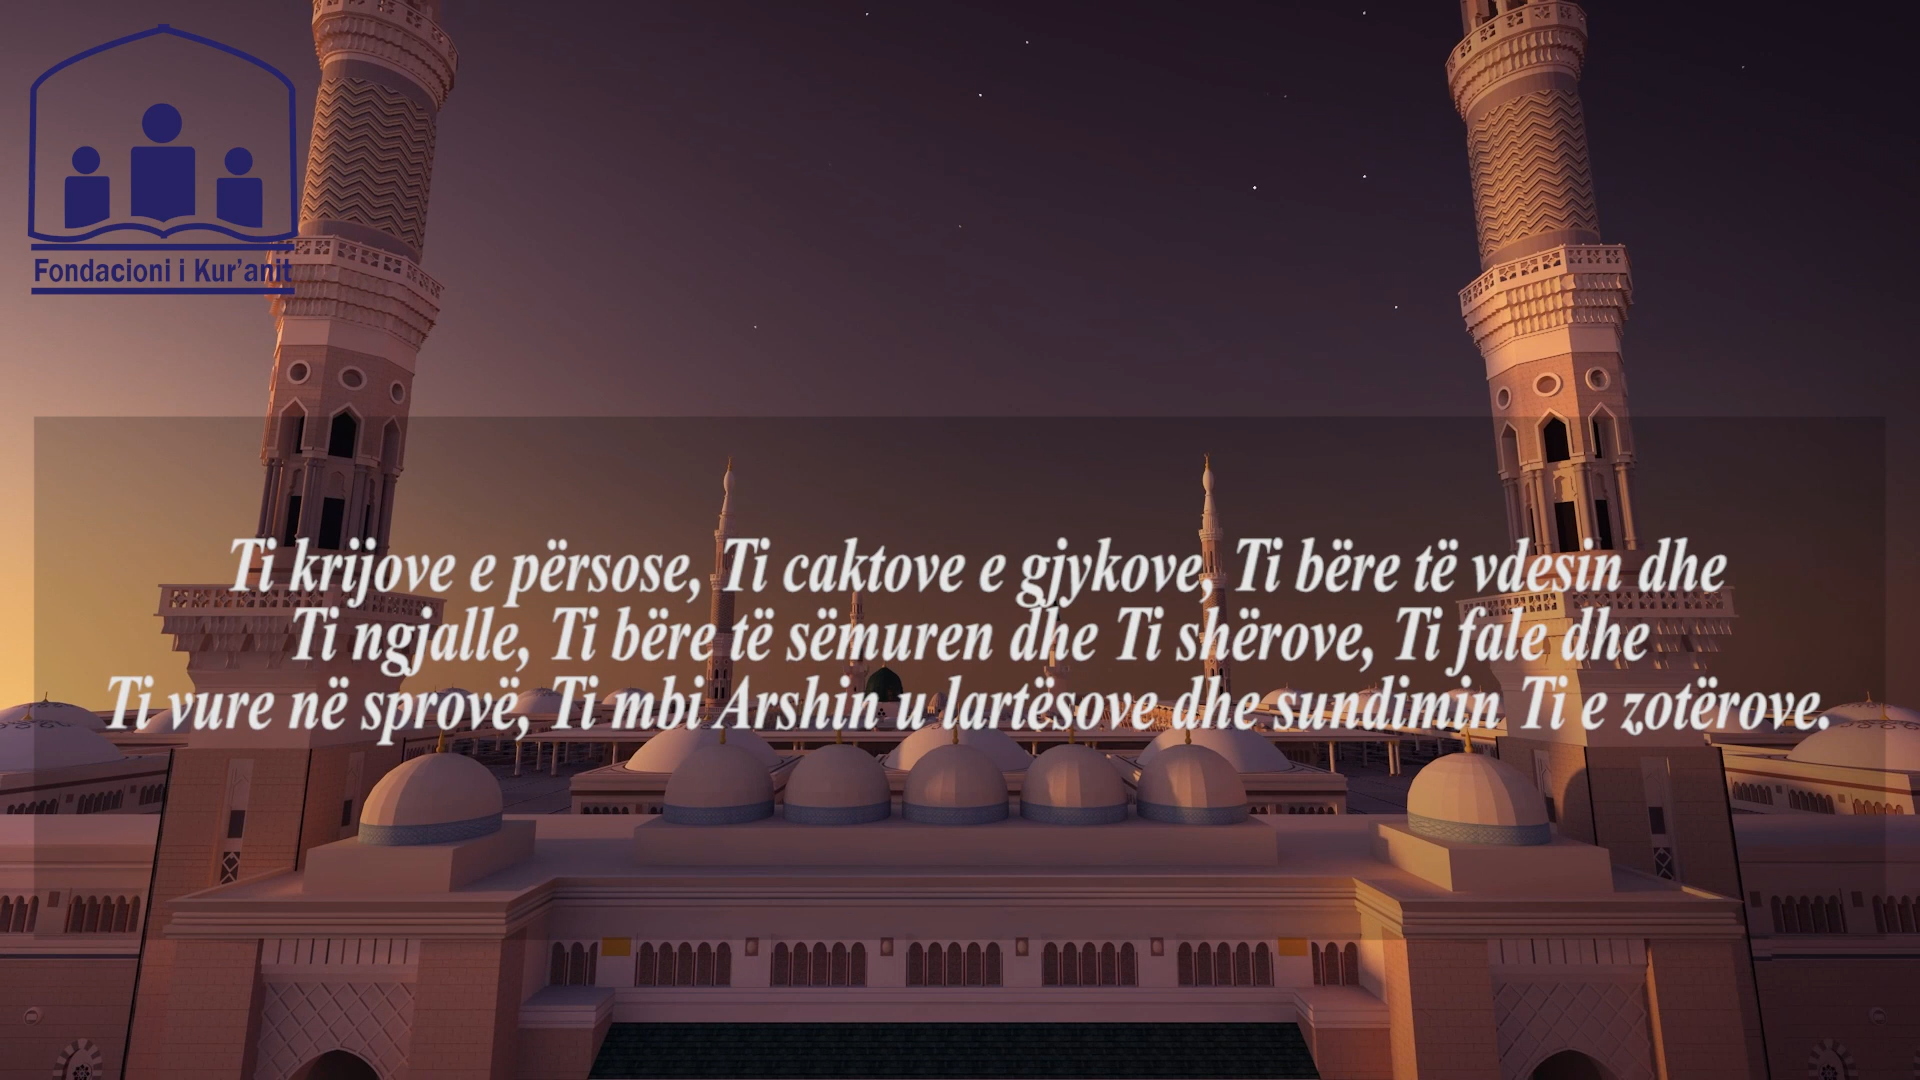 Fondacioni i Kur'anit
Ti krijove e përsose, Ti caktove e gjykove, Ti bëre të vdesin dhe
Ti ngjalle, Ti bëre të sëmuren dhe Ti shërove, Ti fale dhe
Ti vure në sprovë, Ti mbi Arshin u lartësove dhe sundimin Ti e zotërove.